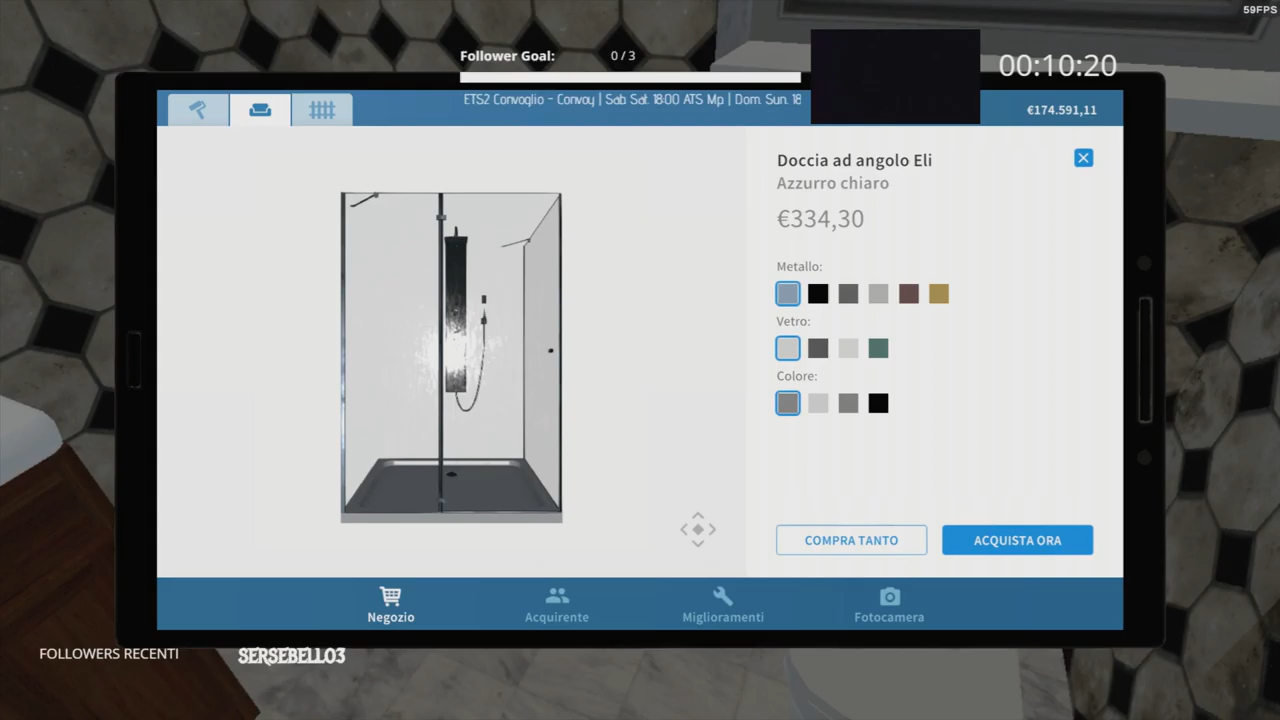 59FPS
Follower Goal:
0 / 3
00:10:20
ETS2 Convoglio - Convoy | Sab. Sat. 18:00 ATS Mp | Dom. Sun. 18
€174.591,11
Doccia ad angolo Eli
Azzurro chiaro
€334,30
Metallo:
Vetro:
Colore:
COMPRA TANTO
ACQUISTA ORA
Negozio
Acquirente
Miglioramenti
Fotocamera
FOLLOWERS RECENTI
SERSEBELLO3